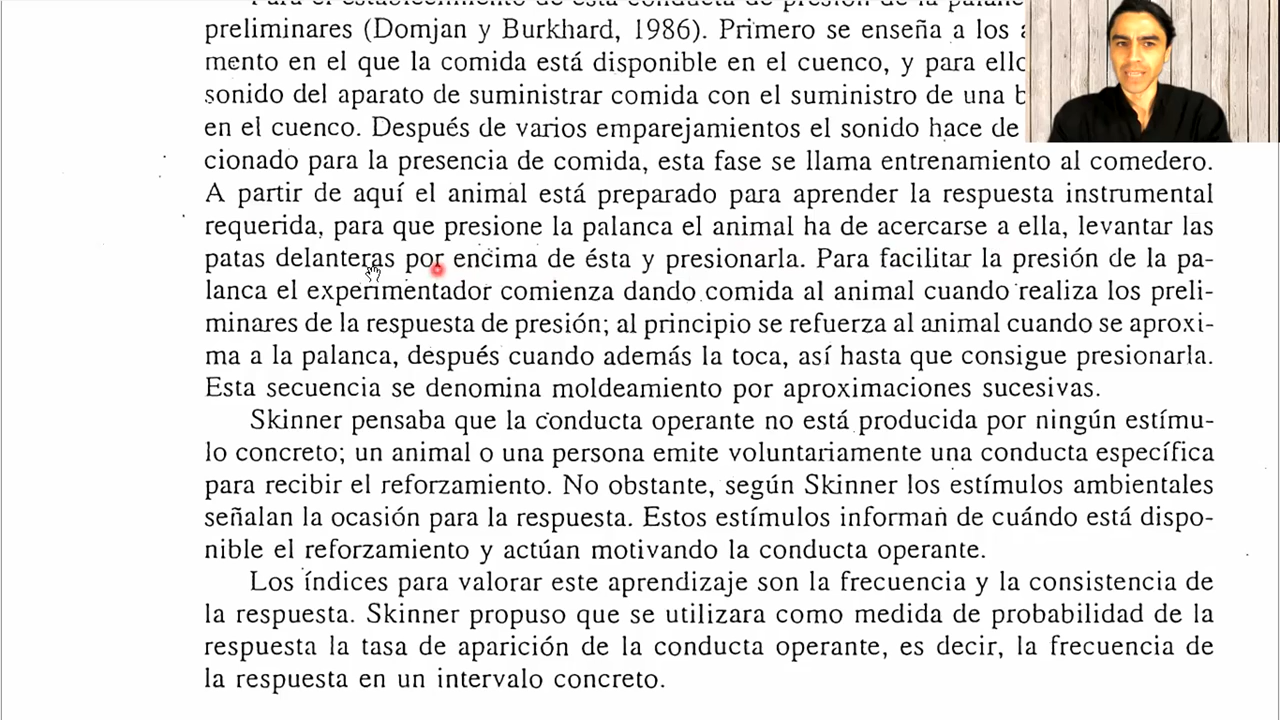 Para el establecimiento de esta conducta de presión de la
preliminares (Domjan y Burkhard, 1986). Primero se enseña a los
mento en el que la comida está disponible en el cuenco, y para ello
sonido del aparato de suministrar comida con el suministro de una
en el cuenco. Después de varios emparejamientos el sonido hace de
cionado para la presencia de comida, esta fase se llama entrenamiento al comedero.
A partir de aquí el animal está preparado para aprender la respuesta instrumental
requerida, para que presione la palanca el animal ha de acercarse a ella, levantar las
patas delanteras por encima de ésta y presionarla. Para facilitar la presión de la pa-
lanca el experimentador comienza dando comida al animal cuando realiza los preli-
minares de la respuesta de presión; al principio se refuerza al animal cuando se aproxi-
ma a la palanca, después cuando además la toca, así hasta que consigue presionarla.
Esta secuencia se denomina moldeamiento por aproximaciones sucesivas.
Skinner pensaba que la conducta operante no está producida por ningún estímu-
lo concreto; un animal o una persona emite voluntariamente una conducta específica
para recibir el reforzamiento. No obstante, según Skinner los estímulos ambientales
señalan la ocasión para la respuesta. Estos estímulos informan de cuándo está dispo-
nible el reforzamiento y actúan motivando la conducta operante.
Los índices para valorar este aprendizaje son la frecuencia y la consistencia de
la respuesta. Skinner propuso que se utilizara como medida de probabilidad de la
respuesta la tasa de aparición de la conducta operante, es decir, la frecuencia de
la respuesta en un intervalo concreto.